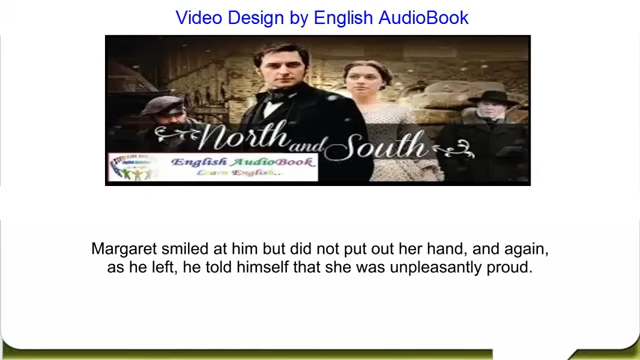 Video Design by English AudioBook
North and South
English AudioBook
Learn English...
Margaret smiled at him but did not put out her hand, and again,
as he left, he told himself that she was unpleasantly proud.